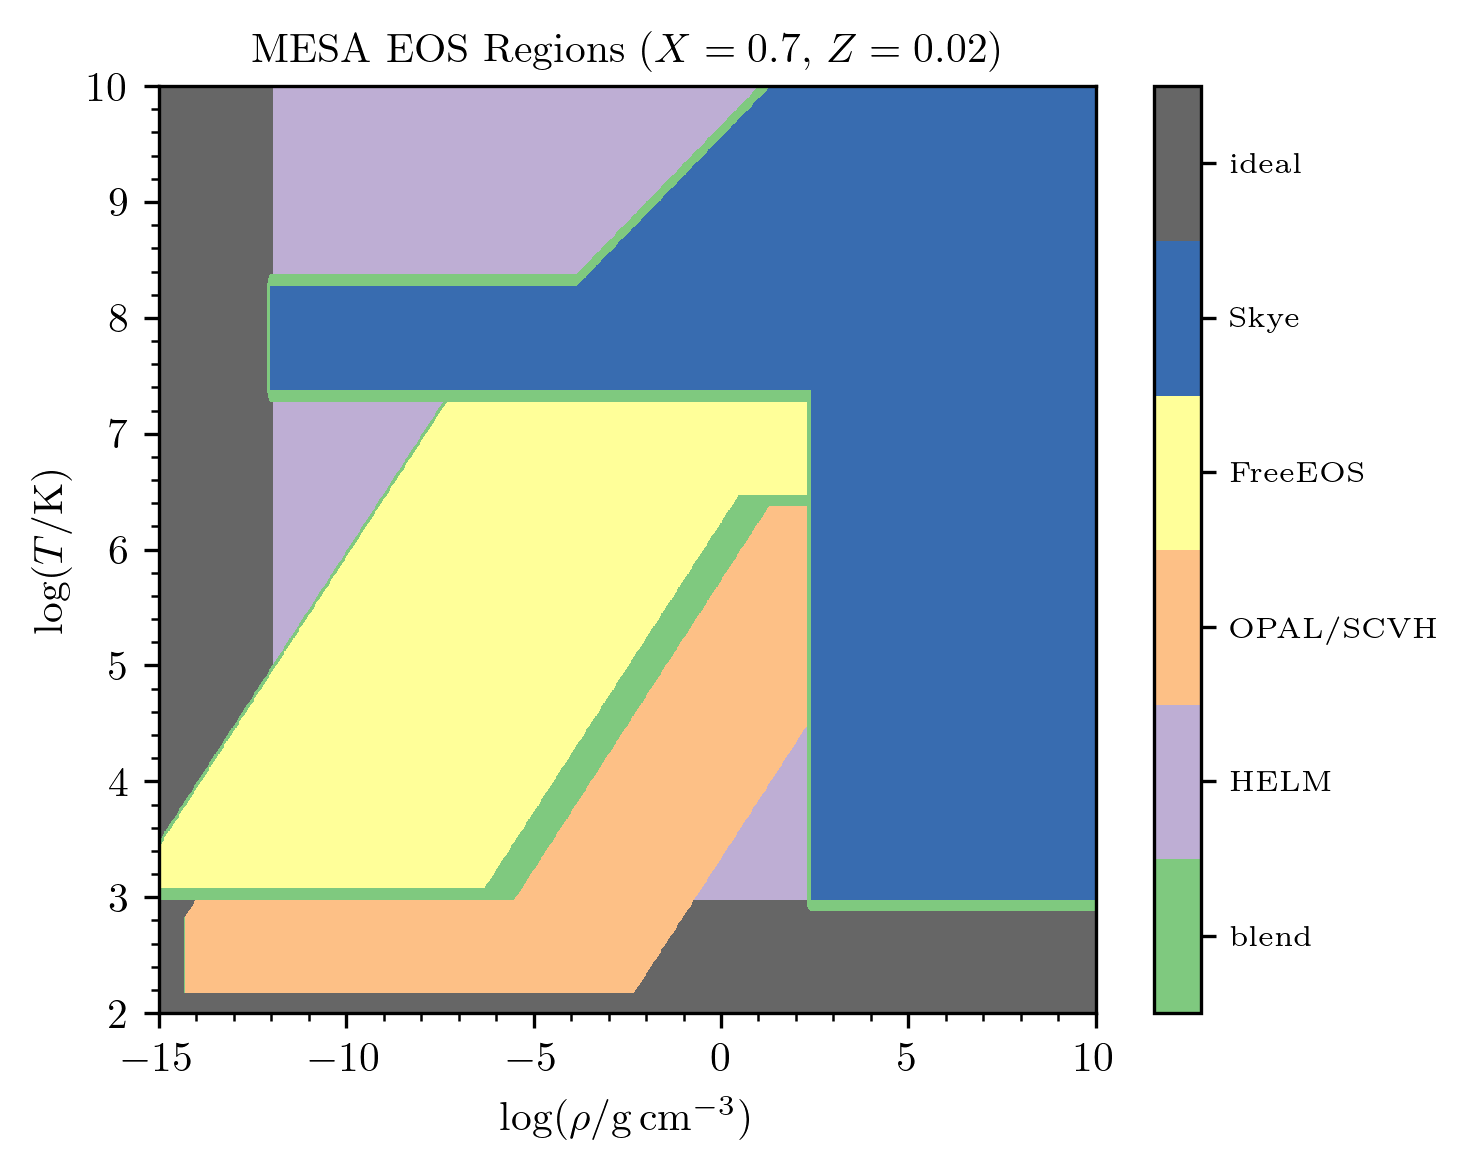 MESA EOS Regions (X = 0.7, Z = 0.02)
10
9
8
7
6
5
4
3
2
log(T/K)
−15
−10
−5
0
5
10
log(ρ/g cm⁻³)
ideal
Skye
FreeEOS
OPAL/SCVH
HELM
blend